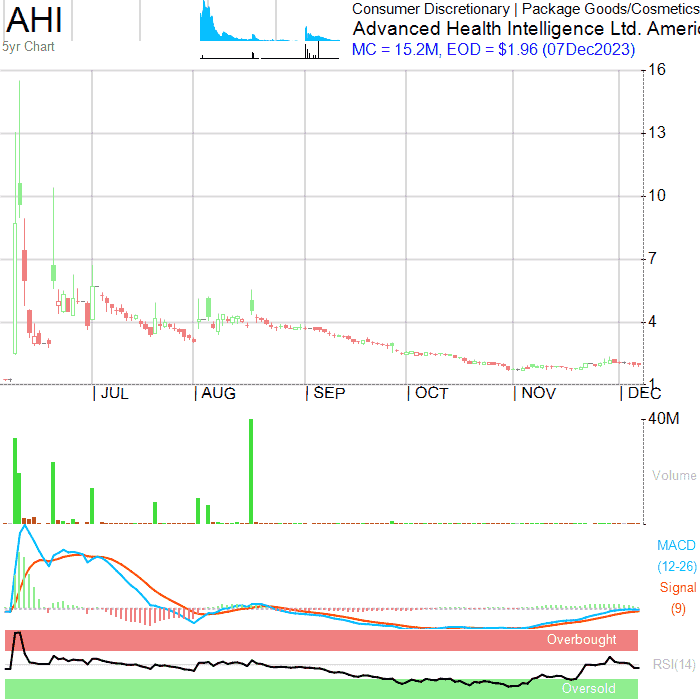 AHI
5yr Chart
Consumer Discretionary | Package Goods/Cosmetics
Advanced Health Intelligence Ltd. Americ
MC = 15.2M, EOD = $1.96 (07Dec2023)
16
13
10
7
4
1
JUL
AUG
SEP
OCT
NOV
DEC
40M
Volume
MACD
(12-26)
Signal
(9)
Overbought
RSI(14)
Oversold